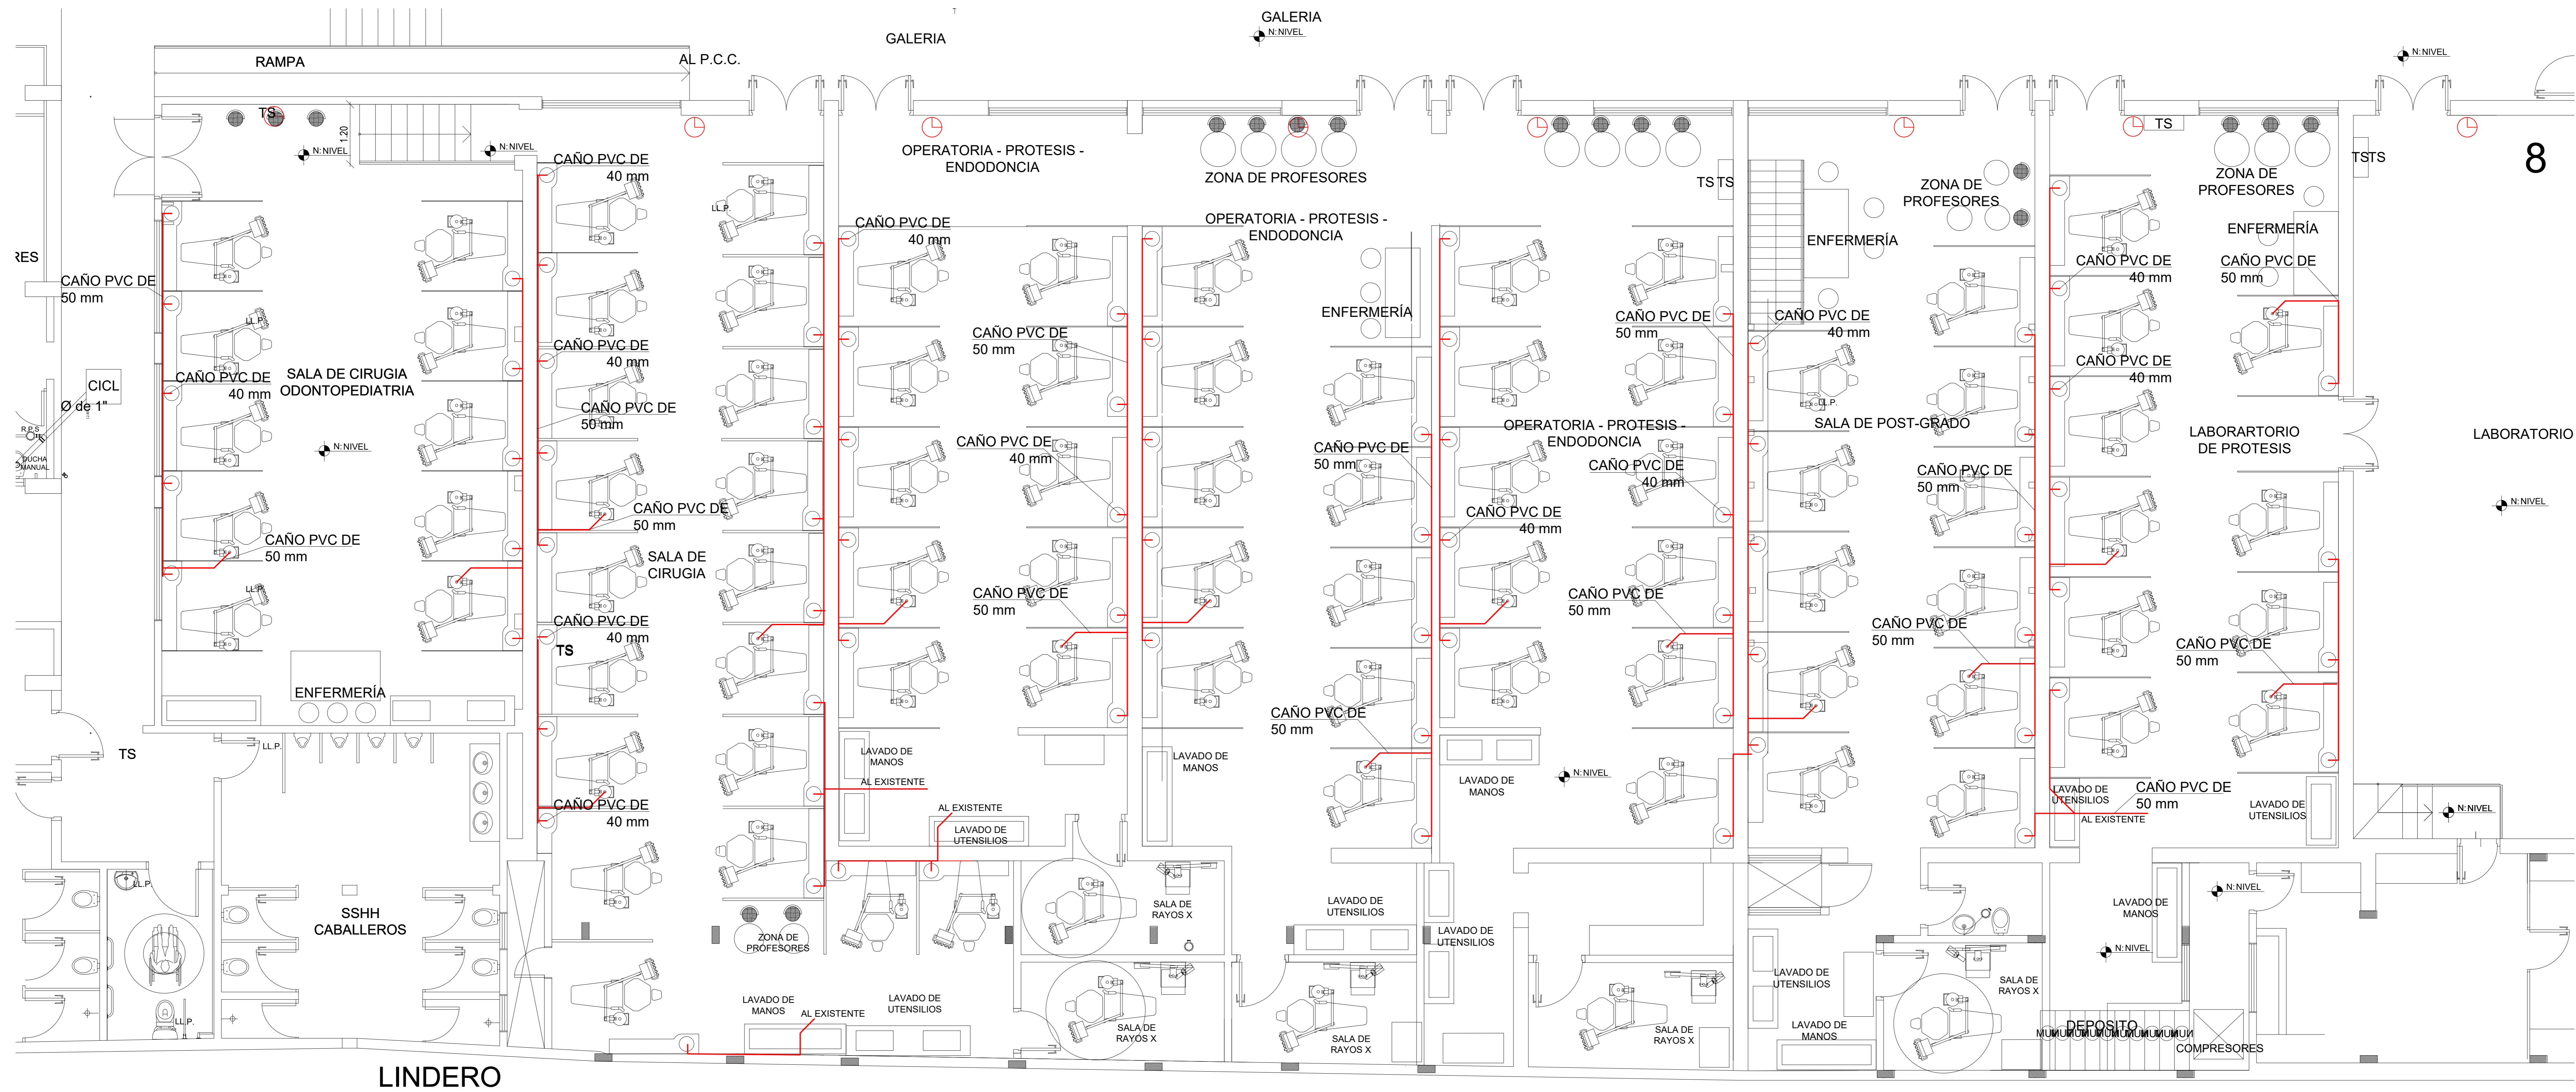 GALERIA
N: NIVEL
GALERIA
N: NIVEL
RAMPA
AL P.C.C.
TS
1.20
N: NIVEL
N: NIVEL
CAÑO PVC DE
40 mm
OPERATORIA - PROTESIS -
ENDODONCIA
ZONA DE PROFESORES
TS
TSTS
8
TS TS
ZONA DE
PROFESORES
ZONA DE
PROFESORES
LL.P.
CAÑO PVC DE
40 mm
OPERATORIA - PROTESIS -
ENDODONCIA
ENFERMERÍA
ENFERMERÍA
RES
CAÑO PVC DE
50 mm
CAÑO PVC DE
40 mm
CAÑO PVC DE
50 mm
ENFERMERÍA
LL.P.
CAÑO PVC DE
50 mm
CAÑO PVC DE
50 mm
CAÑO PVC DE
40 mm
CAÑO PVC DE
40 mm
SALA DE CIRUGIA
ODONTOPEDIATRIA
CAÑO PVC DE
40 mm
CAÑO PVC DE
40 mm
CICL
Ø de 1"
CAÑO PVC DE
50 mm
LL.P.
SALA DE POST-GRADO
OPERATORIA - PROTESIS -
ENDODONCIA
LABORARTORIO
DE PROTESIS
LABORATORIO
R.P.S
DUCHA
MANUAL
N: NIVEL
CAÑO PVC DE
40 mm
CAÑO PVC DE
50 mm
CAÑO PVC DE
40 mm
CAÑO PVC DE
50 mm
N: NIVEL
CAÑO PVC DE
50 mm
CAÑO PVC DE
40 mm
CAÑO PVC DE
50 mm
SALA DE
CIRUGIA
LL.P.
CAÑO PVC DE
50 mm
CAÑO PVC DE
50 mm
CAÑO PVC DE
40 mm
TS
CAÑO PVC DE
50 mm
CAÑO PVC DE
50 mm
ENFERMERÍA
CAÑO PVC DE
50 mm
TS
LL.P.
LAVADO DE
MANOS
LAVADO DE
MANOS
AL EXISTENTE
LAVADO DE
MANOS
N: NIVEL
LAVADO DE
UTENSILIOS
CAÑO PVC DE
50 mm
AL EXISTENTE
LAVADO DE
UTENSILIOS
N: NIVEL
CAÑO PVC DE
40 mm
AL EXISTENTE
LAVADO DE
UTENSILIOS
LL.P.
SSHH
CABALLEROS
SALA DE
RAYOS X
LAVADO DE
UTENSILIOS
LAVADO DE
UTENSILIOS
N: NIVEL
LAVADO DE
MANOS
ZONA DE
PROFESORES
N: NIVEL
LAVADO DE
UTENSILIOS
SALA DE
RAYOS X
LAVADO DE
MANOS
LAVADO DE
UTENSILIOS
AL EXISTENTE
LL.P.
SALA DE
RAYOS X
SALA DE
RAYOS X
SALA DE
RAYOS X
LAVADO DE
MANOS
DEPOSITO
COMPRESORES
LINDERO